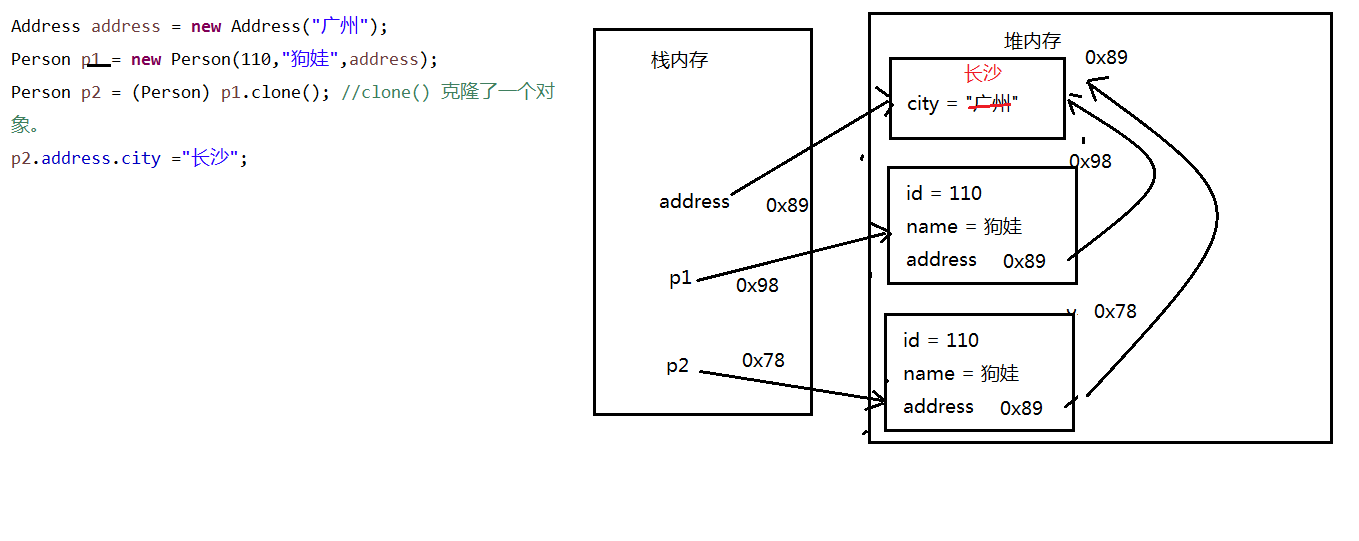 Address address = new Address("广州");
Person p1 = new Person(110,"狗娃",address);
Person p2 = (Person) p1.clone(); //clone() 克隆了一个对
象。
p2.address.city ="长沙";
栈内存
address
0x89
p1
0x98
p2
0x78
堆内存
0x89
长沙
city = "广州"
0x98
id = 110
name = 狗娃
address 0x89
0x78
id = 110
name = 狗娃
address 0x89